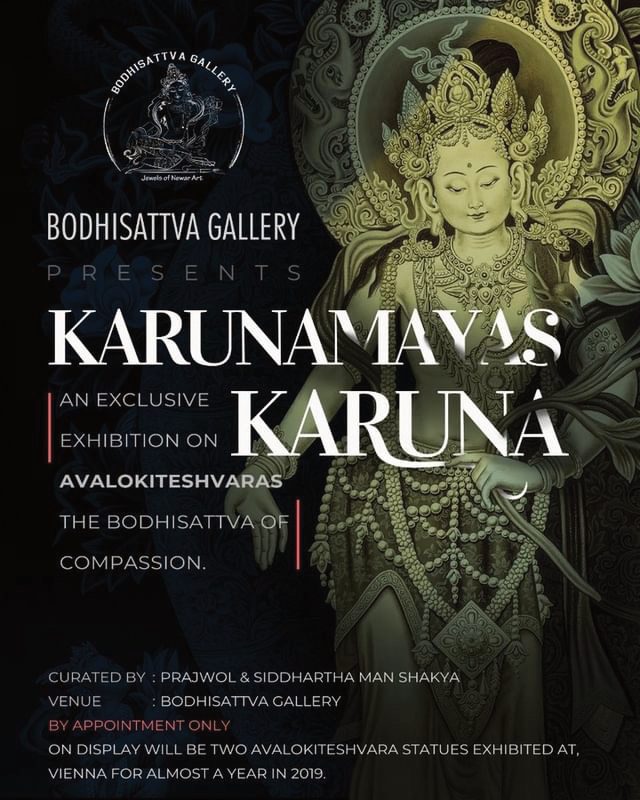 BODHISATTVA GALLERY
Jewels of Newar Art.
BODHISATTVA GALLERY
PRESENTS
KARUNAMAYAS
KARUNA
AN EXCLUSIVE
EXHIBITION ON
AVALOKITESHVARAS
THE BODHISATTVA OF
COMPASSION.
CURATED BY : PRAJWOL & SIDDHARTHA MAN SHAKYA
VENUE : BODHISATTVA GALLERY
BY APPOINTMENT ONLY
ON DISPLAY WILL BE TWO AVALOKITESHVARA STATUES EXHIBITED AT,
VIENNA FOR ALMOST A YEAR IN 2019.